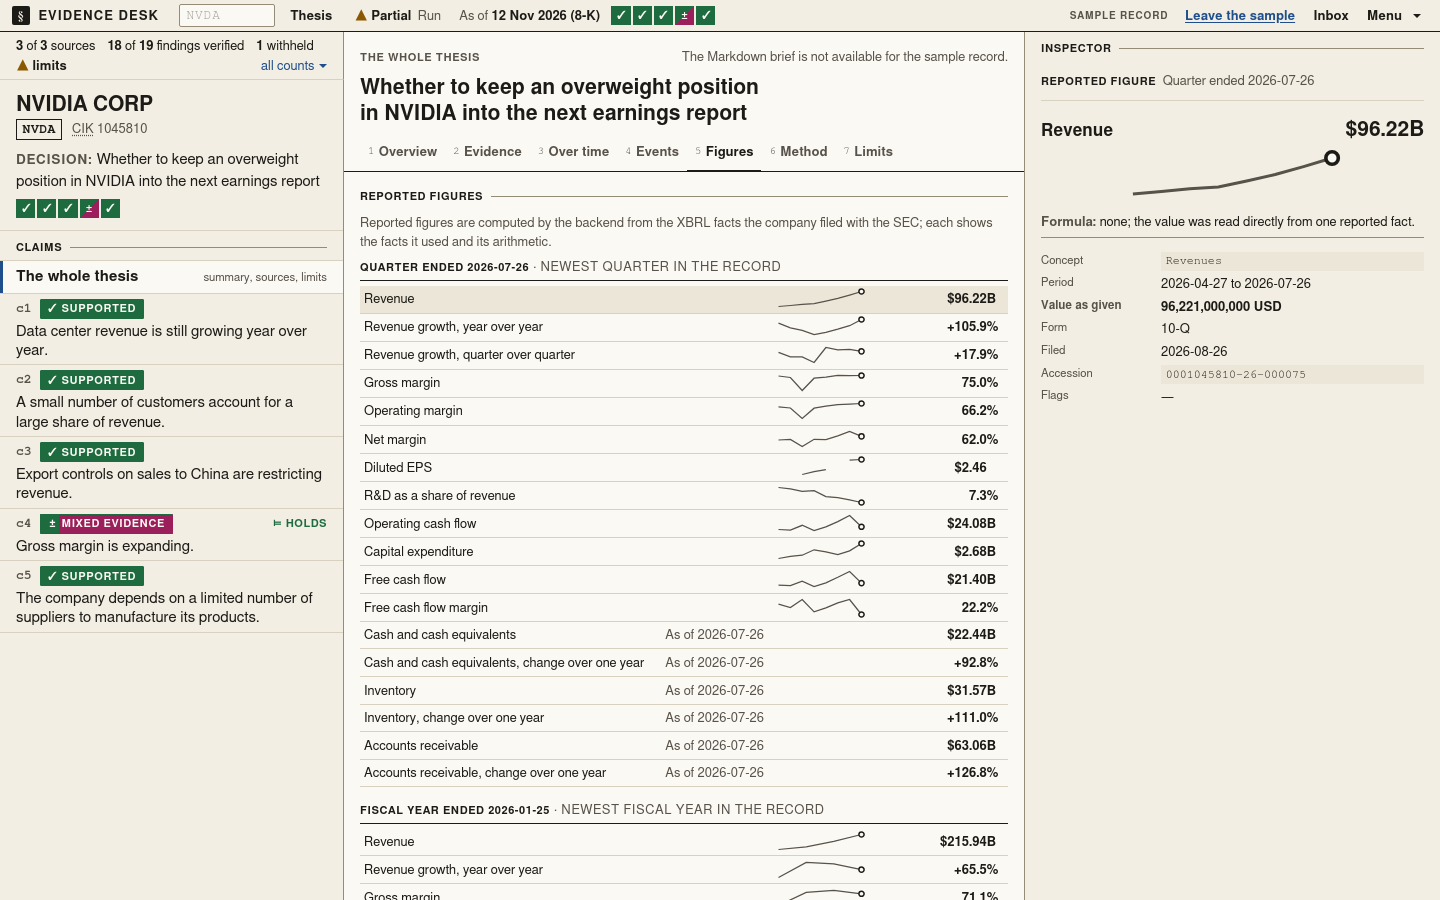 § EVIDENCE DESK NVDA Thesis Partial Run As of 12 Nov 2026 (8-K) ✓ ✓ ✓ ± ✓ SAMPLE RECORD Leave the sample Inbox Menu
3 of 3 sources 18 of 19 findings verified 1 withheld
limits all counts
NVIDIA CORP
NVDA CIK 1045810
DECISION: Whether to keep an overweight
position in NVIDIA into the next earnings report
✓ ✓ ✓ ± ✓
CLAIMS
The whole thesis summary, sources, limits
c1 ✓ SUPPORTED
Data center revenue is still growing year over
year.
c2 ✓ SUPPORTED
A small number of customers account for a
large share of revenue.
c3 ✓ SUPPORTED
Export controls on sales to China are restricting
revenue.
c4 ± MIXED EVIDENCE ⊨ HOLDS
Gross margin is expanding.
c5 ✓ SUPPORTED
The company depends on a limited number of
suppliers to manufacture its products.
THE WHOLE THESIS The Markdown brief is not available for the sample record.
Whether to keep an overweight position
in NVIDIA into the next earnings report
1 Overview 2 Evidence 3 Over time 4 Events 5 Figures 6 Method 7 Limits
REPORTED FIGURES
Reported figures are computed by the backend from the XBRL facts the company filed with the SEC; each shows
the facts it used and its arithmetic.
QUARTER ENDED 2026-07-26 · NEWEST QUARTER IN THE RECORD
Revenue $96.22B
Revenue growth, year over year +105.9%
Revenue growth, quarter over quarter +17.9%
Gross margin 75.0%
Operating margin 66.2%
Net margin 62.0%
Diluted EPS $2.46
R&D as a share of revenue 7.3%
Operating cash flow $24.08B
Capital expenditure $2.68B
Free cash flow $21.40B
Free cash flow margin 22.2%
Cash and cash equivalents As of 2026-07-26 $22.44B
Cash and cash equivalents, change over one year As of 2026-07-26 +92.8%
Inventory As of 2026-07-26 $31.57B
Inventory, change over one year As of 2026-07-26 +111.0%
Accounts receivable As of 2026-07-26 $63.06B
Accounts receivable, change over one year As of 2026-07-26 +126.8%
FISCAL YEAR ENDED 2026-01-25 · NEWEST FISCAL YEAR IN THE RECORD
Revenue $215.94B
Revenue growth, year over year +65.5%
Gross margin 71.1%
INSPECTOR
REPORTED FIGURE Quarter ended 2026-07-26
Revenue $96.22B
Formula: none; the value was read directly from one reported fact.
Concept Revenues
Period 2026-04-27 to 2026-07-26
Value as given 96,221,000,000 USD
Form 10-Q
Filed 2026-08-26
Accession 0001045810-26-000075
Flags —